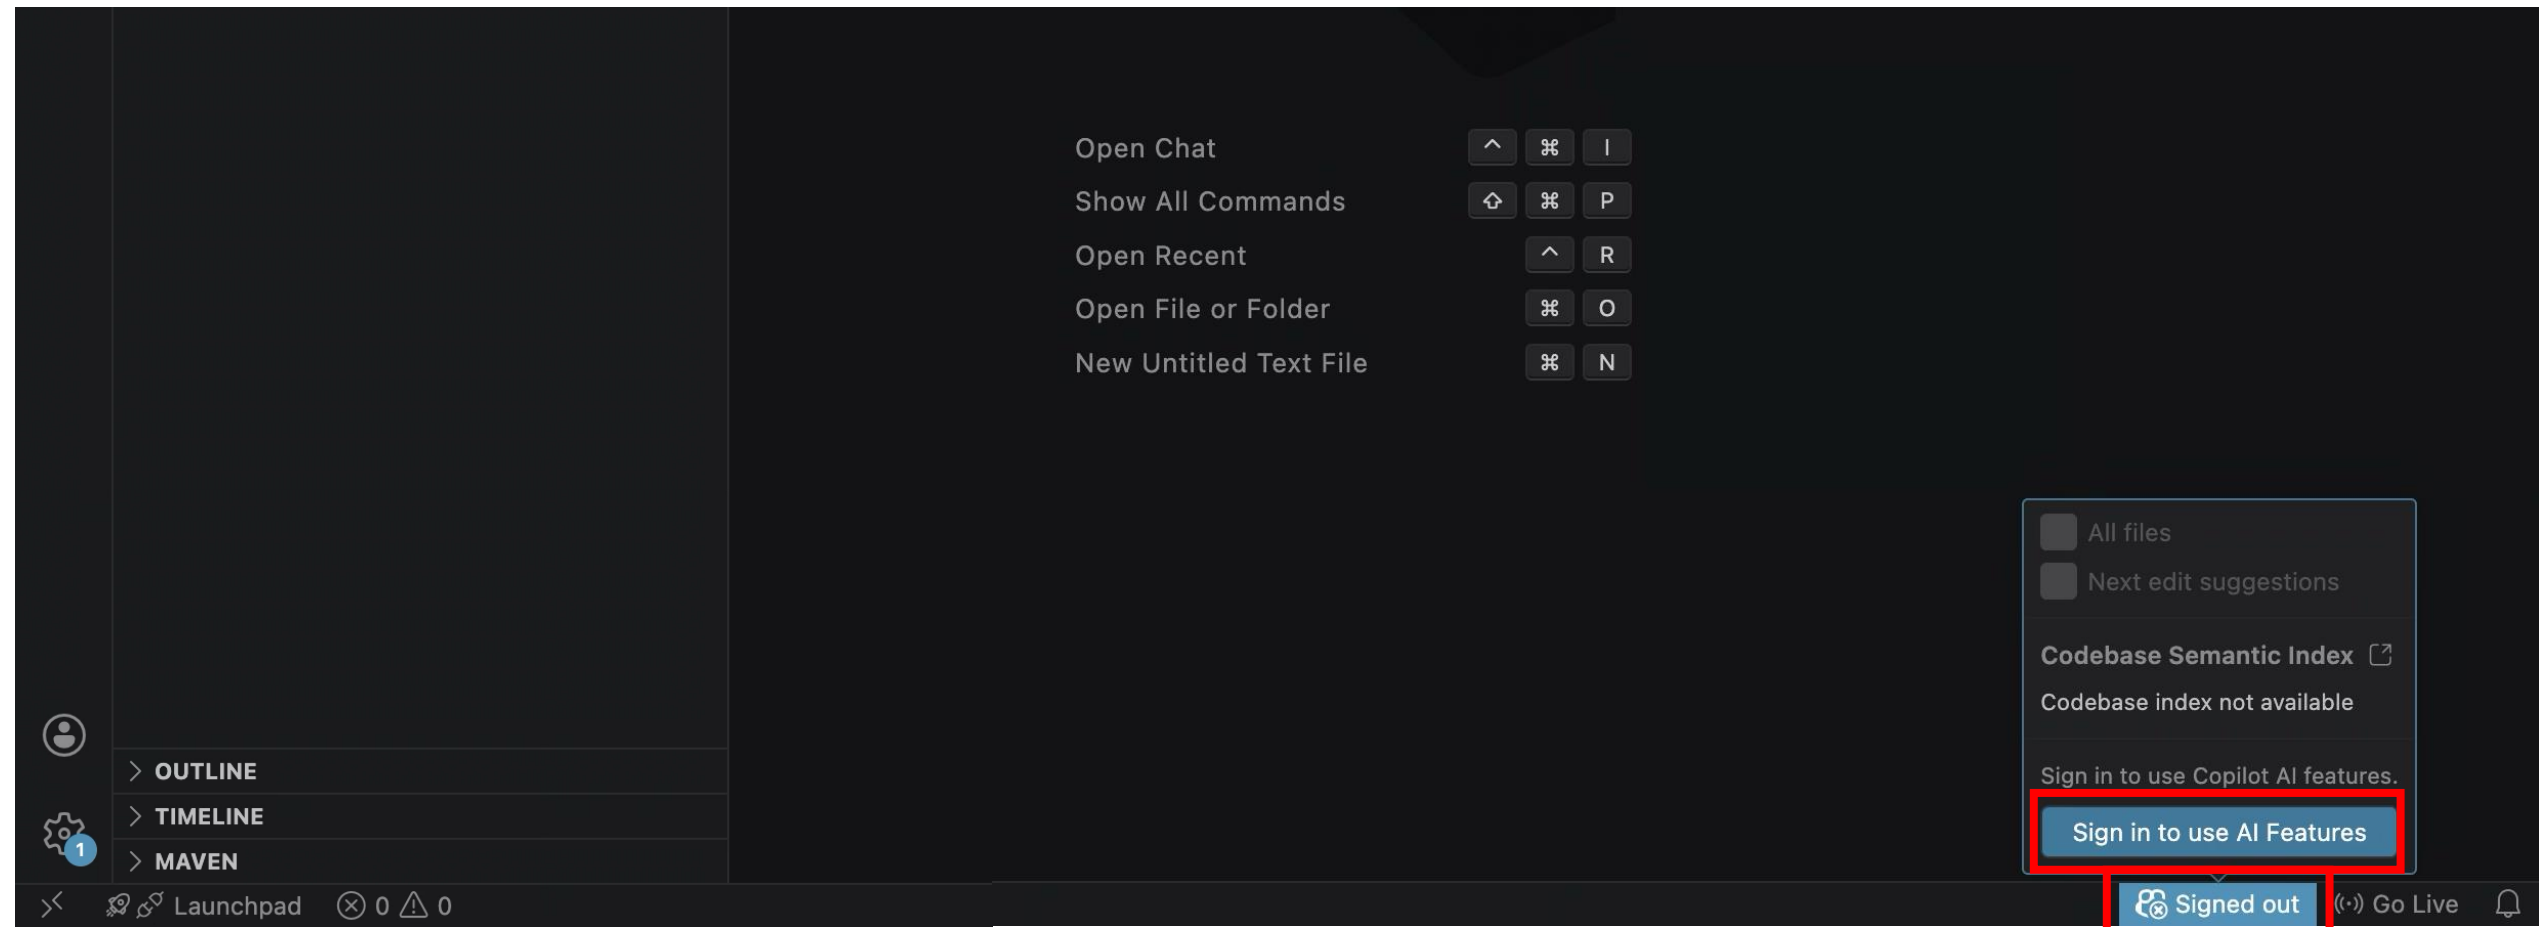 Open Chat ^ ⌘ I
Show All Commands ⇧ ⌘ P
Open Recent ^ R
Open File or Folder ⌘ O
New Untitled Text File ⌘ N
All files
Next edit suggestions
Codebase Semantic Index
Codebase index not available
Sign in to use Copilot AI features.
Sign in to use AI Features
OUTLINE
TIMELINE
1
MAVEN
Launchpad 0 0 Signed out Go Live